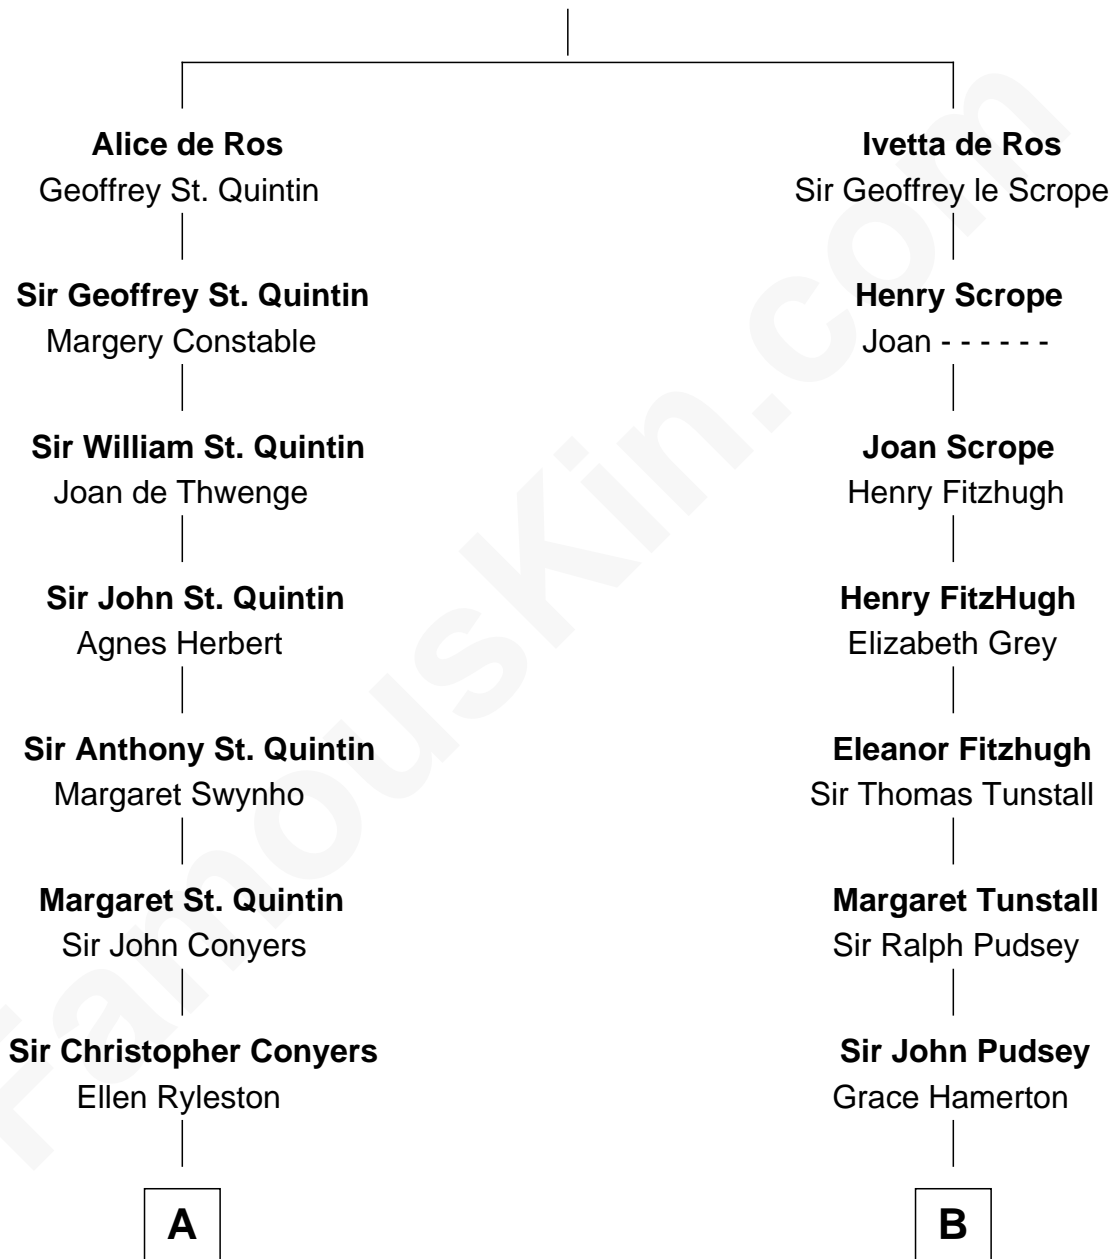 Alice de Ros
Geoffrey St. Quintin
Ivetta de Ros
Sir Geoffrey le Scrope
Sir Geoffrey St. Quintin
Margery Constable
Henry Scrope
Joan - - - - - -
Sir William St. Quintin
Joan de Thwenge
Joan Scrope
Henry Fitzhugh
Sir John St. Quintin
Agnes Herbert
Henry FitzHugh
Elizabeth Grey
Sir Anthony St. Quintin
Margaret Swynho
Eleanor Fitzhugh
Sir Thomas Tunstall
Margaret St. Quintin
Sir John Conyers
Margaret Tunstall
Sir Ralph Pudsey
Sir Christopher Conyers
Ellen Ryleston
Sir John Pudsey
Grace Hamerton
A
B
FamousKin.com